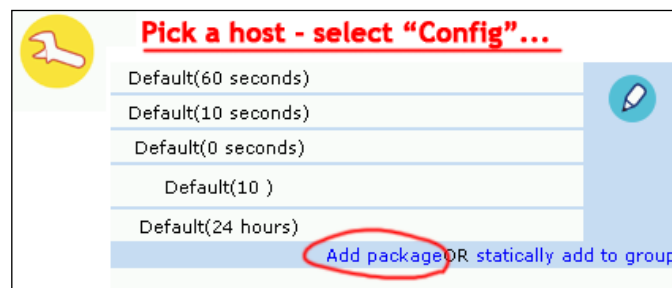 Pick a host - select “Config”...
Default(60 seconds)
Default(10 seconds)
Default(0 seconds)
Default(10 )
Default(24 hours)
Add packageOR statically add to group